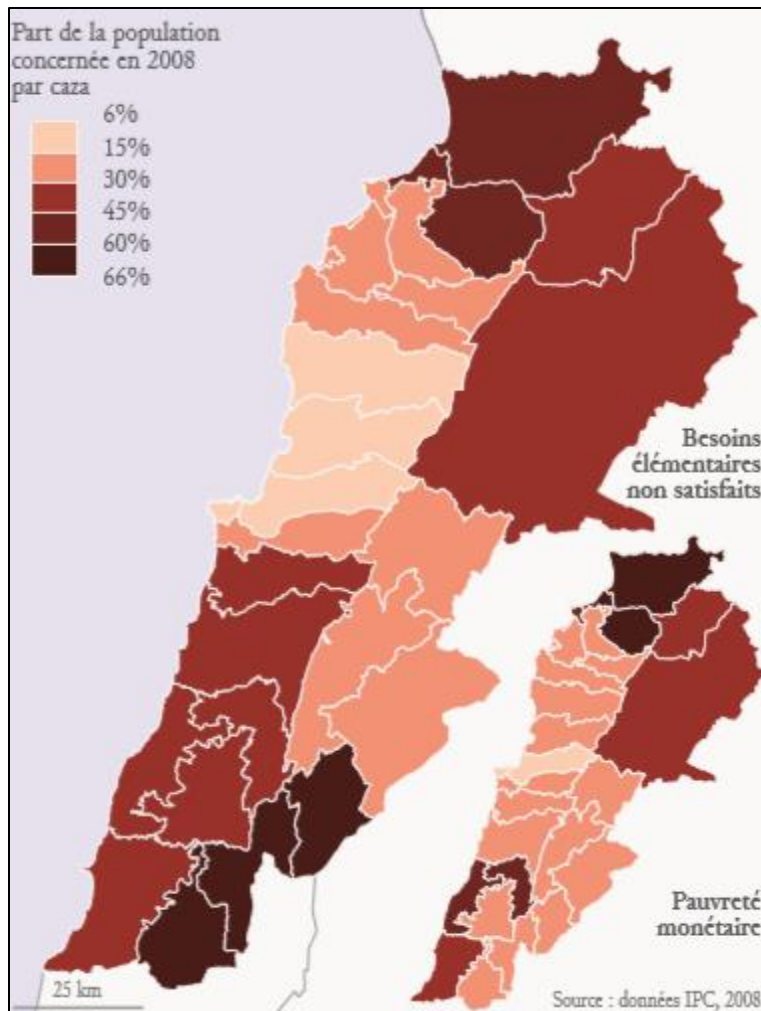 Part de la population
concernée en 2008
par caza
6%
15%
30%
45%
60%
66%
Besoins
élémentaires
non satisfaits
Pauvreté
monétaire
25 km
Source : données IPC, 2008